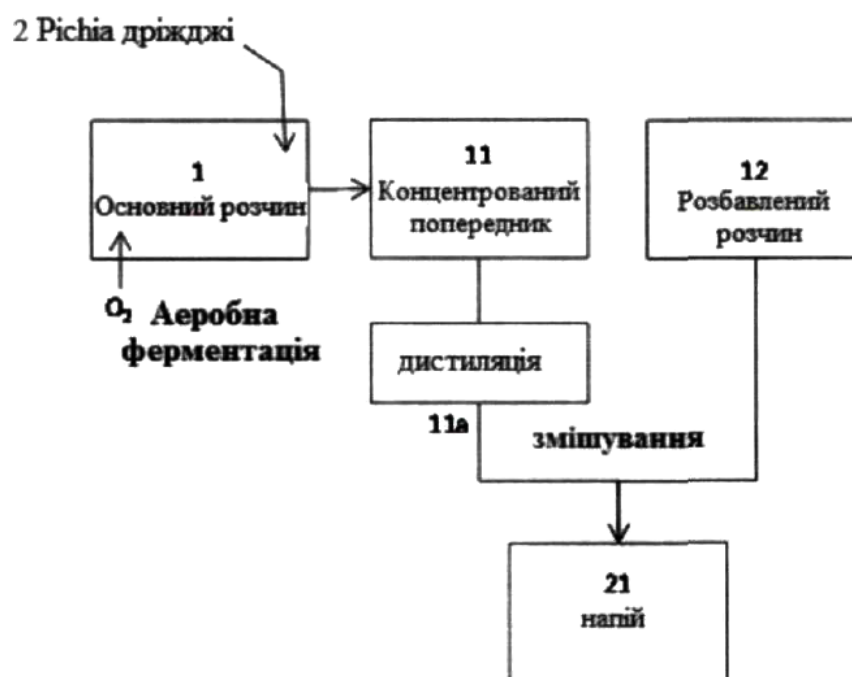 2 Pichia дріжджі
1
Основний розчин
11
Концентрований
попередник
12
Розбавлений
розчин
O₂ Аеробна
ферментація
дистиляція
11a
змішування
21
напій